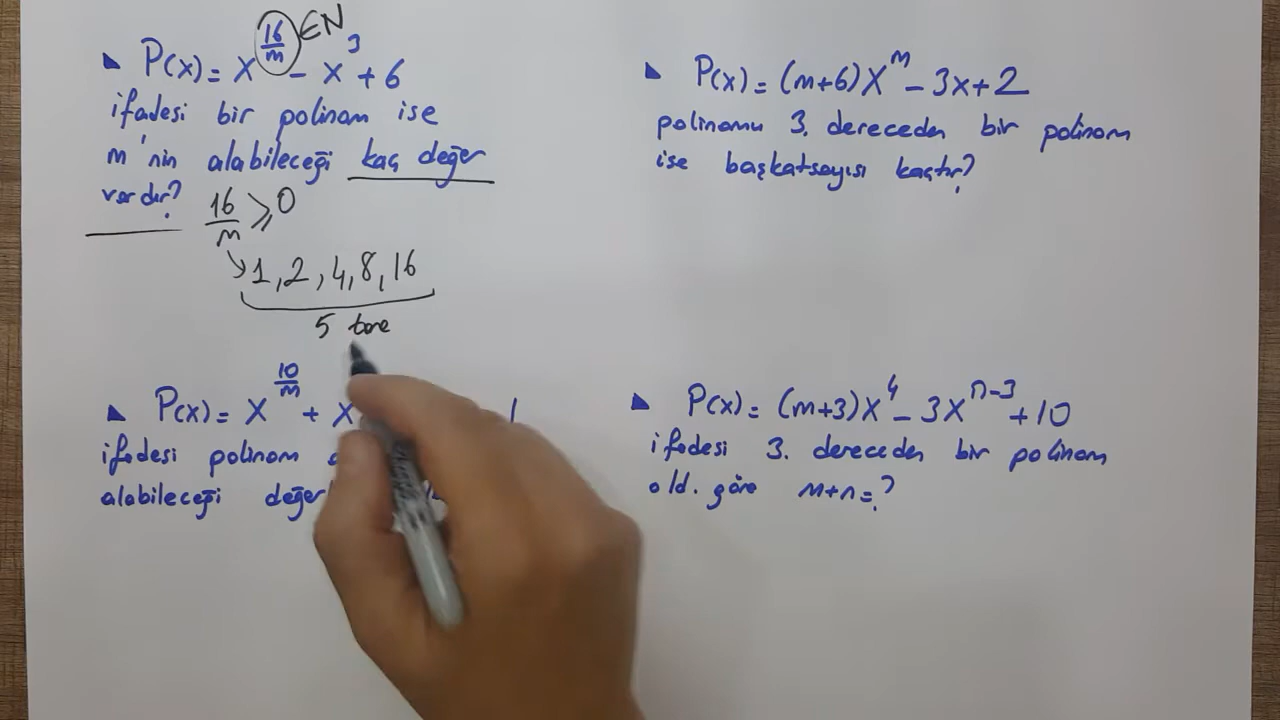 ▸ P(x) = x^(16/m) - x^3 + 6 EN
ifadesi bir polinom ise
m'nin alabileceği kaç değer
vardır? 16/m ≥ 0
↘ 1, 2, 4, 8, 16
5 tane
▸ P(x) = x^(10/m) + x
ifadesi polinom
alabileceği değer
▸ P(x) = (m+6)x^m - 3x + 2
polinomu 3. dereceden bir polinom
ise başkatsayısı kaçtır?
▸ P(x) = (m+3)x^4 - 3x^(n-3) + 10
ifadesi 3. dereceden bir polinom
old. göre m+n=?